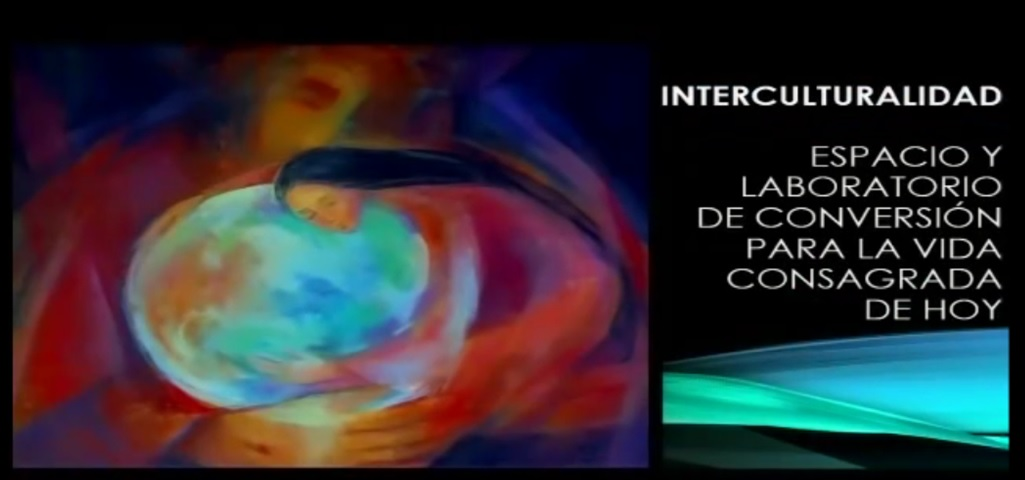 INTERCULTURALIDAD
ESPACIO Y
LABORATORIO
DE CONVERSIÓN
PARA LA VIDA
CONSAGRADA
DE HOY